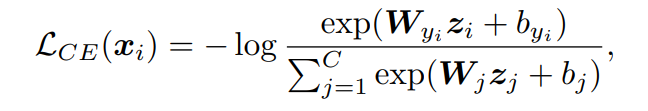 $\mathcal{L}_{CE}(\boldsymbol{x}_i) = -\log \frac{\exp(\boldsymbol{W}_{y_i}\boldsymbol{z}_i + b_{y_i})}{\sum_{j=1}^{C} \exp(\boldsymbol{W}_j\boldsymbol{z}_j + b_j)},$